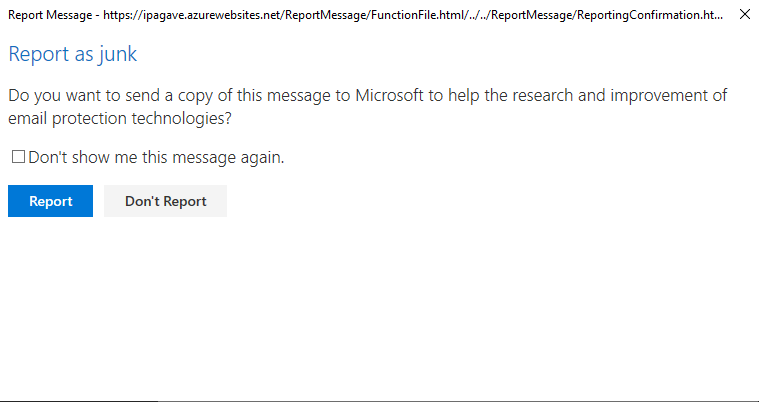 Report Message - https://ipagave.azurewebsites.net/ReportMessage/FunctionFile.html/../../ReportMessage/ReportingConfirmation.ht...
Report as junk
Do you want to send a copy of this message to Microsoft to help the research and improvement of
email protection technologies?
Don't show me this message again.
Report Don't Report